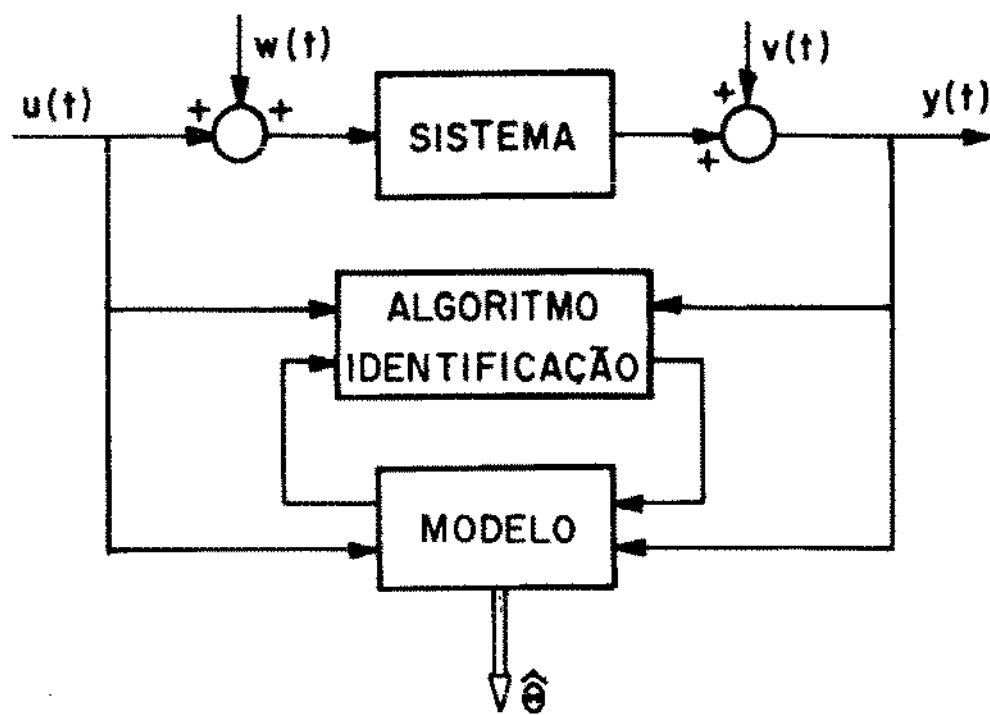 w(t)
v(t)
u(t)
y(t)
+
+
+
+
SISTEMA
ALGORITMO
IDENTIFICAÇÃO
MODELO
θ̂